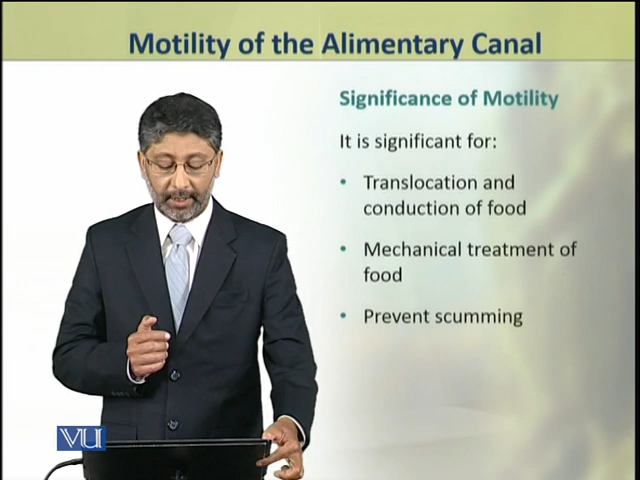 Motility of the Alimentary Canal
Significance of Motility
It is significant for:
• Translocation and
conduction of food
• Mechanical treatment of
food
• Prevent scumming
VU